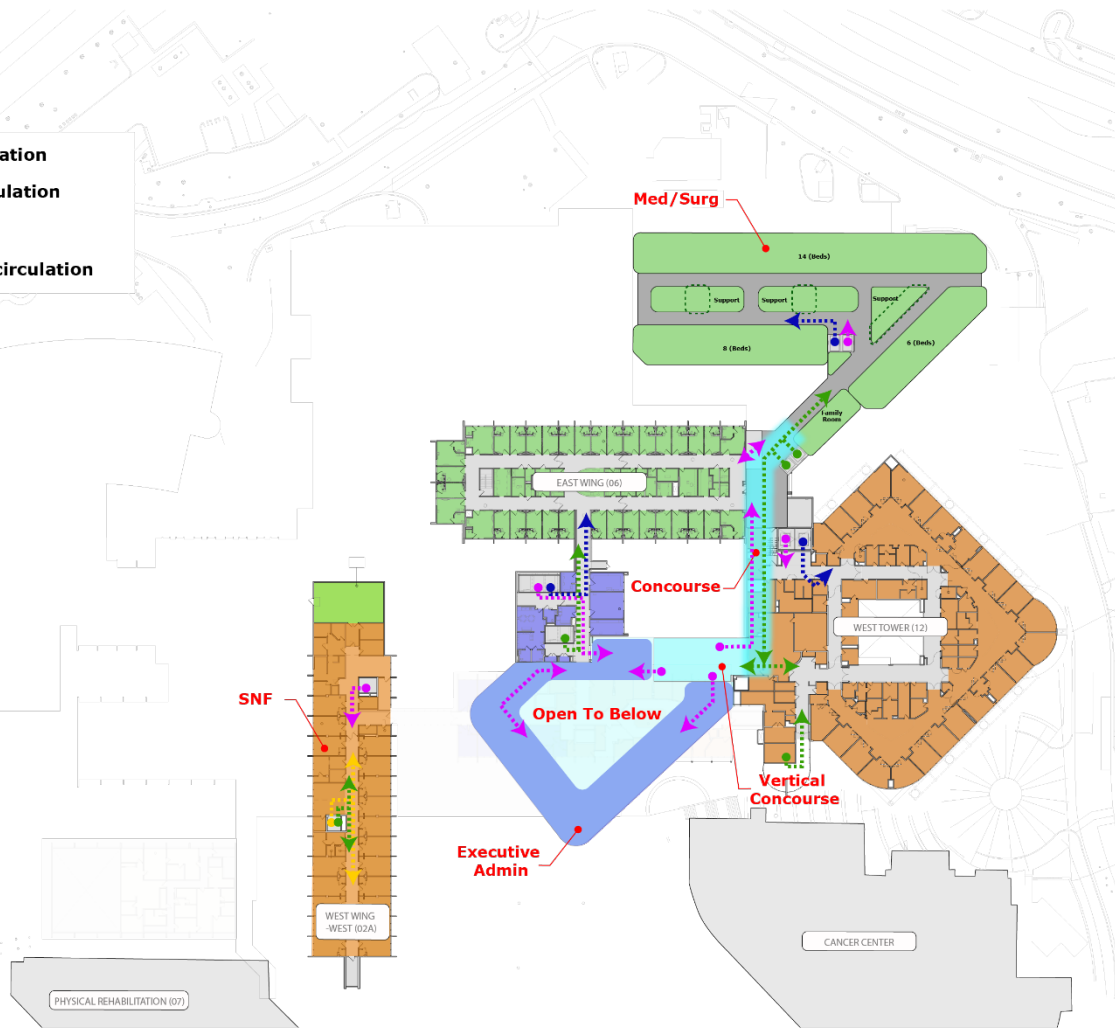 ation
ulation
circulation
Med/Surg
14 (Beds)
Support
Support
Support
8 (Beds)
6 (Beds)
Family
Room
EAST WING (06)
Concourse
WEST TOWER (12)
SNF
Open To Below
Vertical
Concourse
Executive
Admin
WEST WING
-WEST (02A)
CANCER CENTER
PHYSICAL REHABILITATION (07)